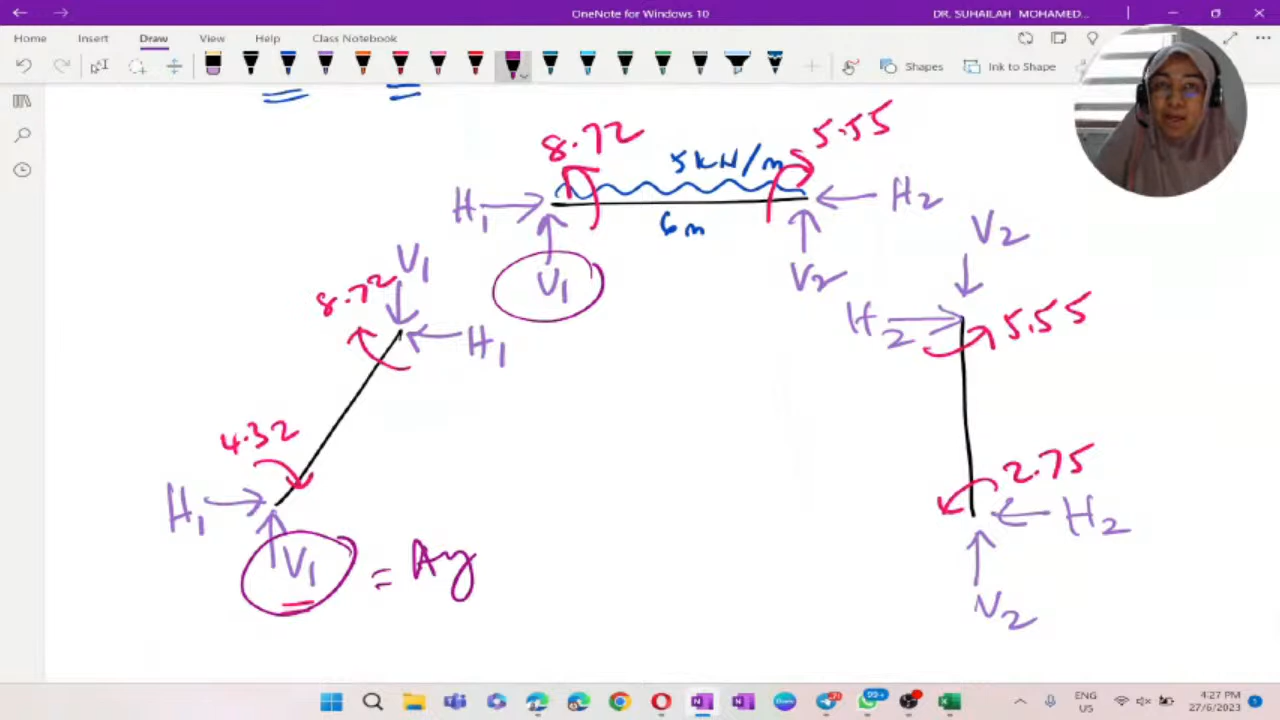 OneNote for Windows 10
DR. SUHAILAH MOHAMED...
Home Insert Draw View Help Class Notebook
Shapes
Ink to Shape
8.72
5.55
5kN/m
H1
H2
6m
V1
V2
V1
V2
8.72
H1
H2
5.55
4.32
2.75
H1
H2
V1 = Ay
V2
99+
ENG
US
4:27 PM
27/6/2023